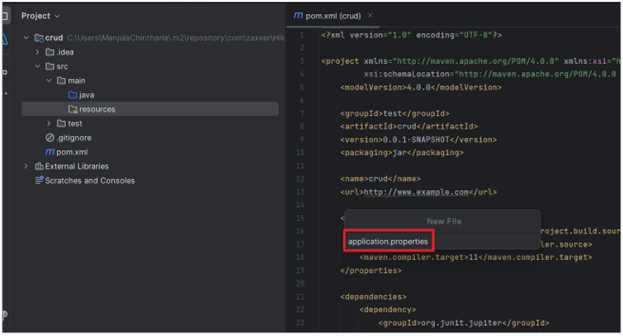 Project
crud C:\Users\ManjulaChintharla\.m2\repository\com\zaxxer\Hik
.idea
src
main
java
resources
test
.gitignore
pom.xml
External Libraries
Scratches and Consoles
pom.xml (crud)
1 <?xml version="1.0" encoding="UTF-8"?>
2
3 <project xmlns="http://maven.apache.org/POM/4.0.0" xmlns:xsi="h
4 xsi:schemaLocation="http://maven.apache.org/POM/4.0.0
5 <modelVersion>4.0.0</modelVersion>
6
7 <groupId>test</groupId>
8 <artifactId>crud</artifactId>
9 <version>0.0.1-SNAPSHOT</version>
10 <packaging>jar</packaging>
11
12 <name>crud</name>
13 <url>http://www.example.com</url>
14
15 <
New File
16 roject.build.sour
application.properties
17 ler.source>
18 <maven.compiler.target>11</maven.compiler.target>
19 </properties>
20
21 <dependencies>
22 <dependency>
23 <groupId>org.junit.jupiter</groupId>